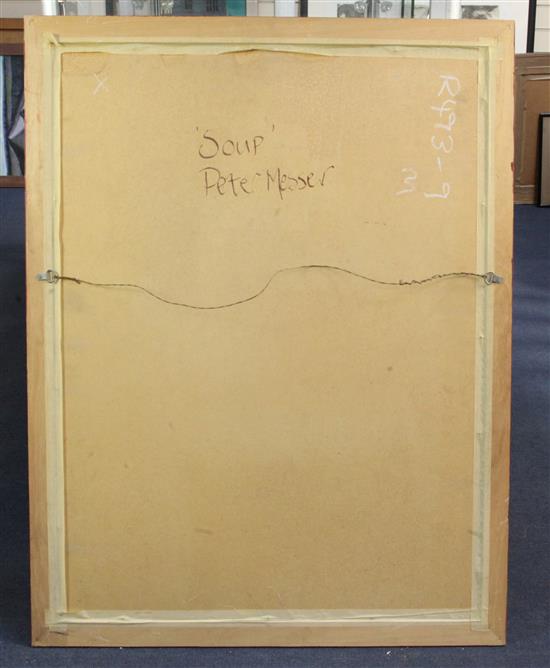 'Soup'
Peter Messer
R493-9
3
X